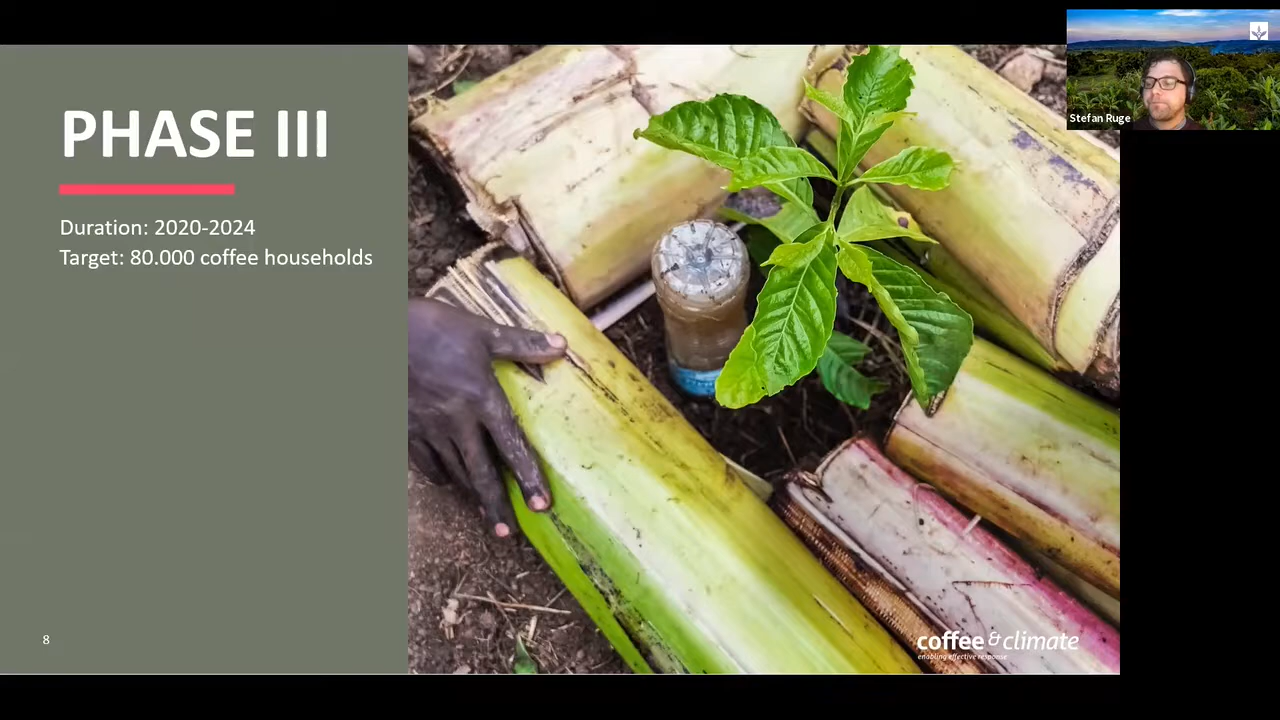 PHASE III
Duration: 2020-2024
Target: 80.000 coffee households
8
coffee & climate
enabling effective response
Stefan Ruge